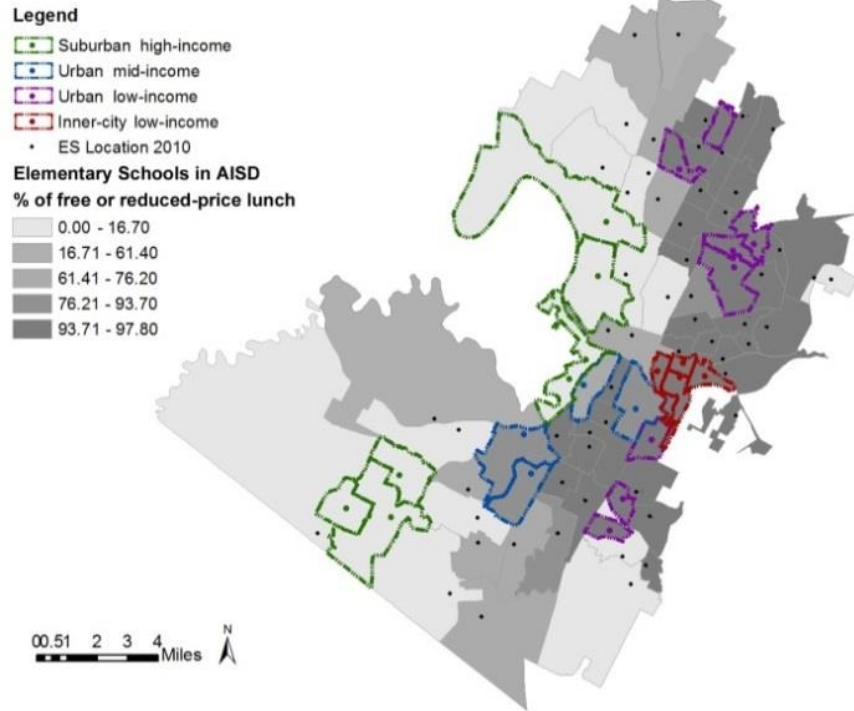 Legend
Suburban high-income
Urban mid-income
Urban low-income
Inner-city low-income
ES Location 2010
Elementary Schools in AISD
% of free or reduced-price lunch
0.00 - 16.70
16.71 - 61.40
61.41 - 76.20
76.21 - 93.70
93.71 - 97.80
00.51 2 3 4
Miles
N